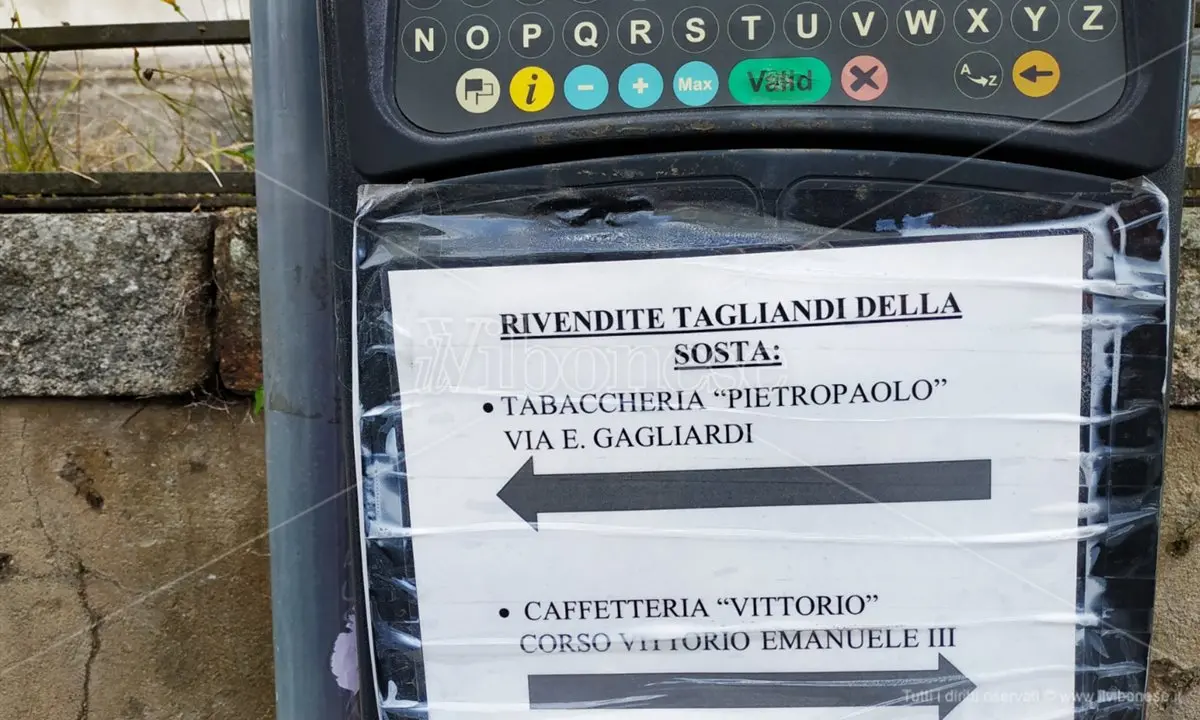 N O P Q R S T U V W X Y Z
i - + Max Valid A Z
RIVENDITE TAGLIANDI DELLA
SOSTA:
ilVibonese
• TABACCHERIA “PIETROPAOLO”
VIA E. GAGLIARDI
• CAFFETTERIA “VITTORIO”
CORSO VITTORIO EMANUELE III
Tutti i diritti riservati © www.ilvibonese.it